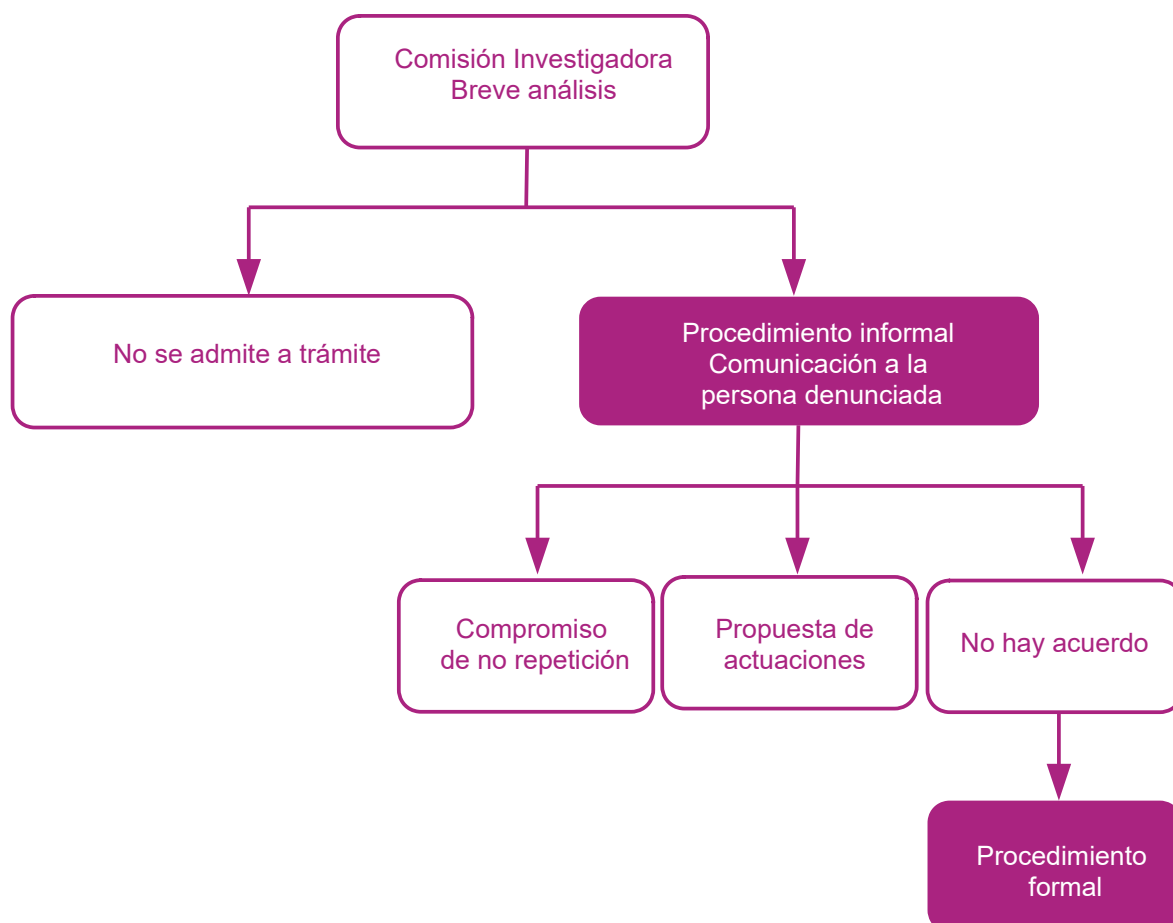 Comisión Investigadora
Breve análisis
No se admite a trámite
Procedimiento informal
Comunicación a la
persona denunciada
Compromiso
de no repetición
Propuesta de
actuaciones
No hay acuerdo
Procedimiento
formal